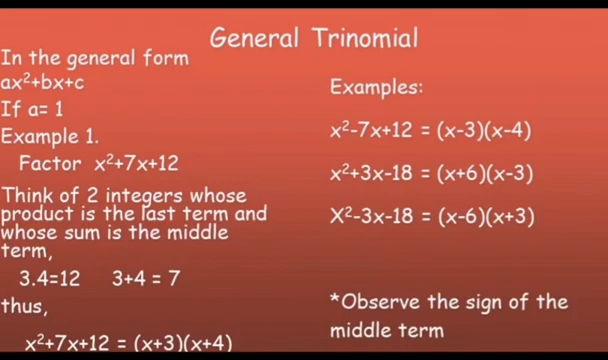 General Trinomial
In the general form
ax²+bx+c
If a= 1
Example 1.
Factor x²+7x+12
Think of 2 integers whose
product is the last term and
whose sum is the middle
term,
3.4=12 3+4 = 7
thus,
x²+7x+12 = (x+3)(x+4)
Examples:
x²-7x+12 = (x-3)(x-4)
x²+3x-18 = (x+6)(x-3)
X²-3x-18 = (x-6)(x+3)
*Observe the sign of the
middle term